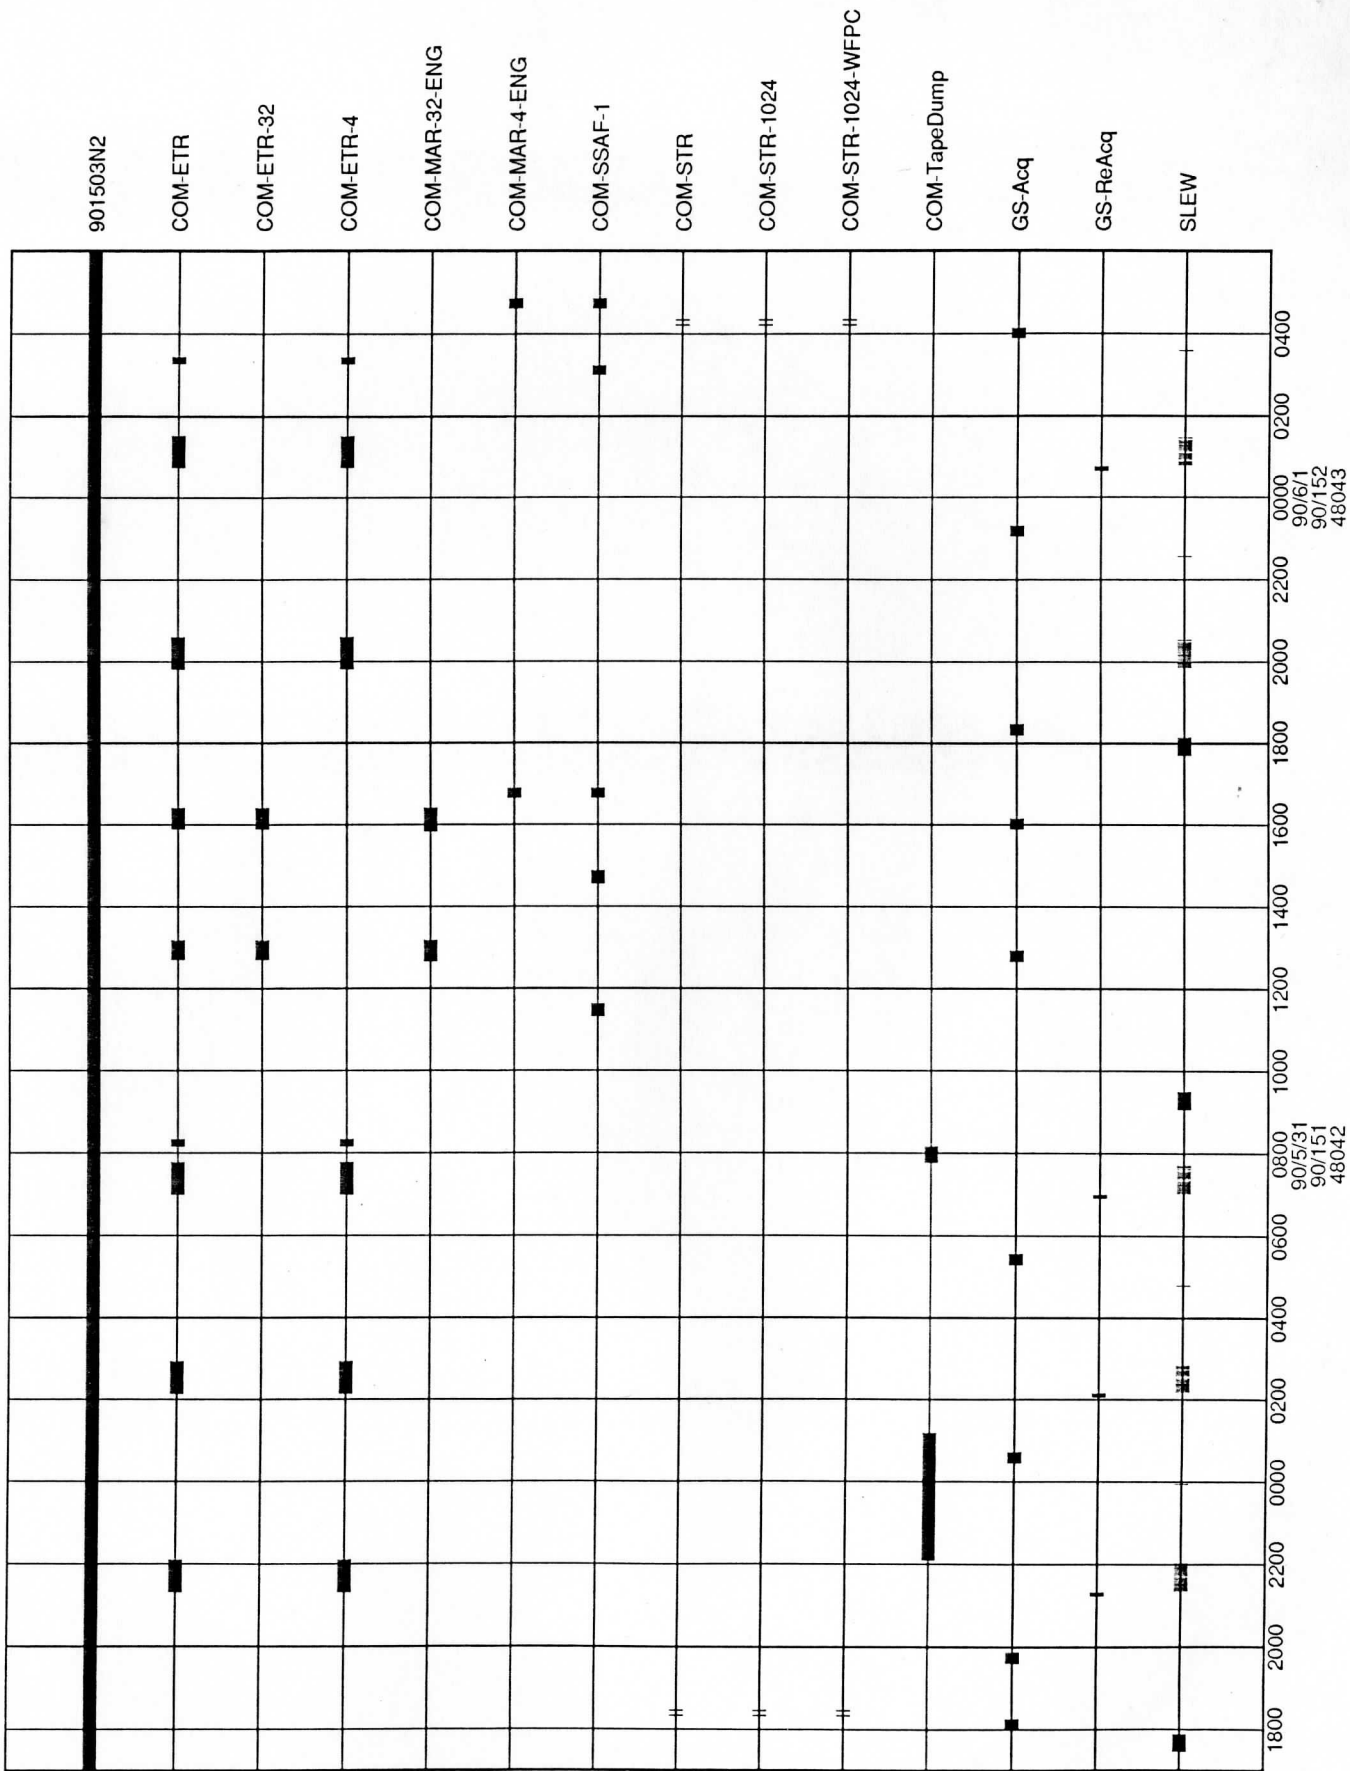 901503N2
COM-ETR
COM-ETR-32
COM-ETR-4
COM-MAR-32-ENG
COM-MAR-4-ENG
COM-SSAF-1
COM-STR
COM-STR-1024
COM-STR-1024-WFPC
COM-TapeDump
GS-Acq
GS-ReAcq
SLEW
1800
2000
2200
0000
0200
0400
0600
0800
1000
1200
1400
1600
1800
2000
2200
0000
0200
0400
90/5/31
90/151
48042
90/6/1
90/152
48043